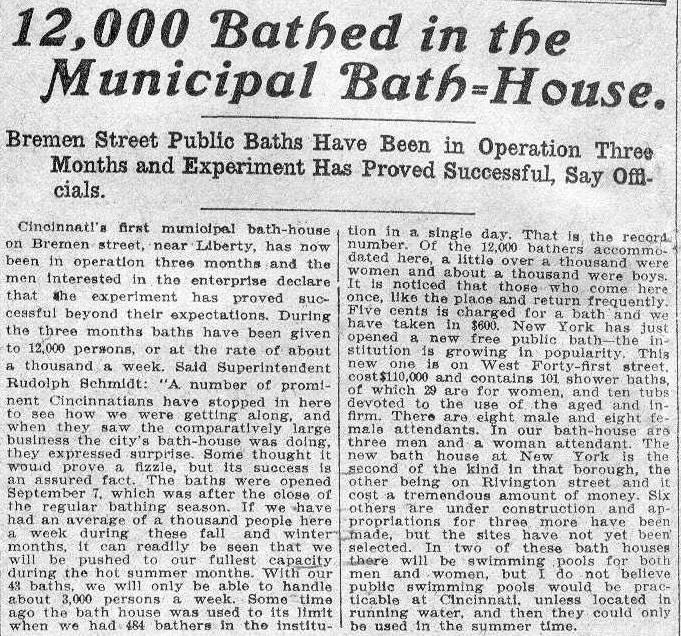 12,000 Bathed in the
Municipal Bath=House.
Bremen Street Public Baths Have Been in Operation Three
Months and Experiment Has Proved Successful, Say Offi-
cials.
Cincinnati's first municipal bath-house
on Bremen street, near Liberty, has now
been in operation three months and the
men interested in the enterprise declare
that the experiment has proved suc-
cessful beyond their expectations. During
the three months baths have been given
to 12,000 persons, or at the rate of about
a thousand a week. Said Superintendent
Rudolph Schmidt: "A number of promi-
nent Cincinnatians have stopped in here
to see how we were getting along, and
when they saw the comparatively large
business the city's bath-house was doing,
they expressed surprise. Some thought it
would prove a fizzle, but its success is
an assured fact. The baths were opened
September 7, which was after the close of
the regular bathing season. If we have
had an average of a thousand people here
a week during these fall and winter
months, it can readily be seen that we
will be pushed to our fullest capacity
during the hot summer months. With our
43 baths, we will only be able to handle
about 3,000 persons a week. Some time
ago the bath house was used to its limit
when we had 484 bathers in the institu-
tion in a single day. That is the record
number. Of the 12,000 bathers accommo-
dated here, a little over a thousand were
women and about a thousand were boys.
It is noticed that those who come here
once, like the place and return frequently.
Five cents is charged for a bath and we
have taken in $600. New York has just
opened a new free public bath—the in-
stitution is growing in popularity. This
new one is on West Forty-first street,
cost $110,000 and contains 101 shower baths,
of which 29 are for women, and ten tubs
devoted to the use of the aged and in-
firm. There are eight male and eight fe-
male attendants. In our bath-house are
three men and a woman attendant. The
new bath house at New York is the
second of the kind in that borough, the
other being on Rivington street and it
cost a tremendous amount of money. Six
others are under construction and ap-
propriations for three more have been
made, but the sites have not yet been
selected. In two of these bath houses
there will be swimming pools for both
men and women, but I do not believe
public swimming pools would be prac-
ticable at Cincinnati, unless located in
running water, and then they could only
be used in the summer time.